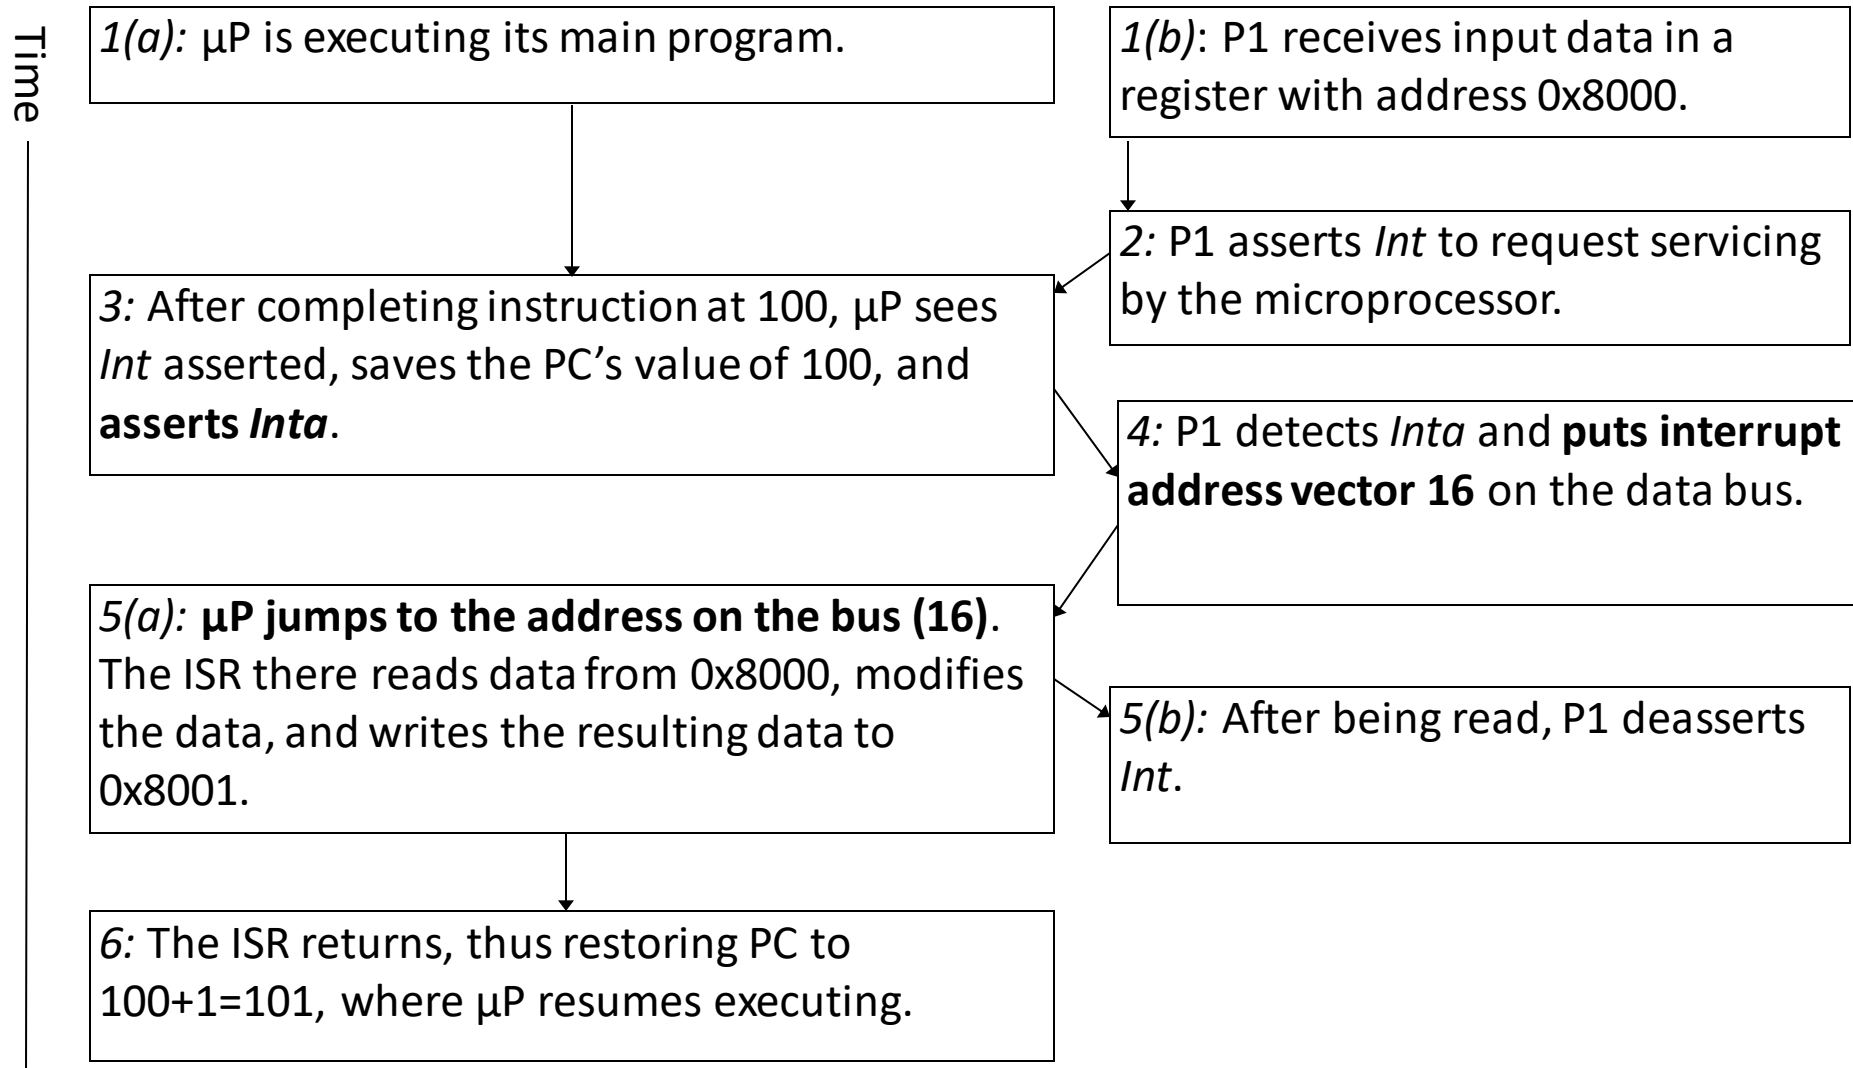 Time
1(a): μP is executing its main program.
1(b): P1 receives input data in a
register with address 0x8000.
2: P1 asserts Int to request servicing
by the microprocessor.
3: After completing instruction at 100, μP sees
Int asserted, saves the PC’s value of 100, and
asserts Inta.
4: P1 detects Inta and puts interrupt
address vector 16 on the data bus.
5(a): μP jumps to the address on the bus (16).
The ISR there reads data from 0x8000, modifies
the data, and writes the resulting data to
0x8001.
5(b): After being read, P1 deasserts
Int.
6: The ISR returns, thus restoring PC to
100+1=101, where μP resumes executing.